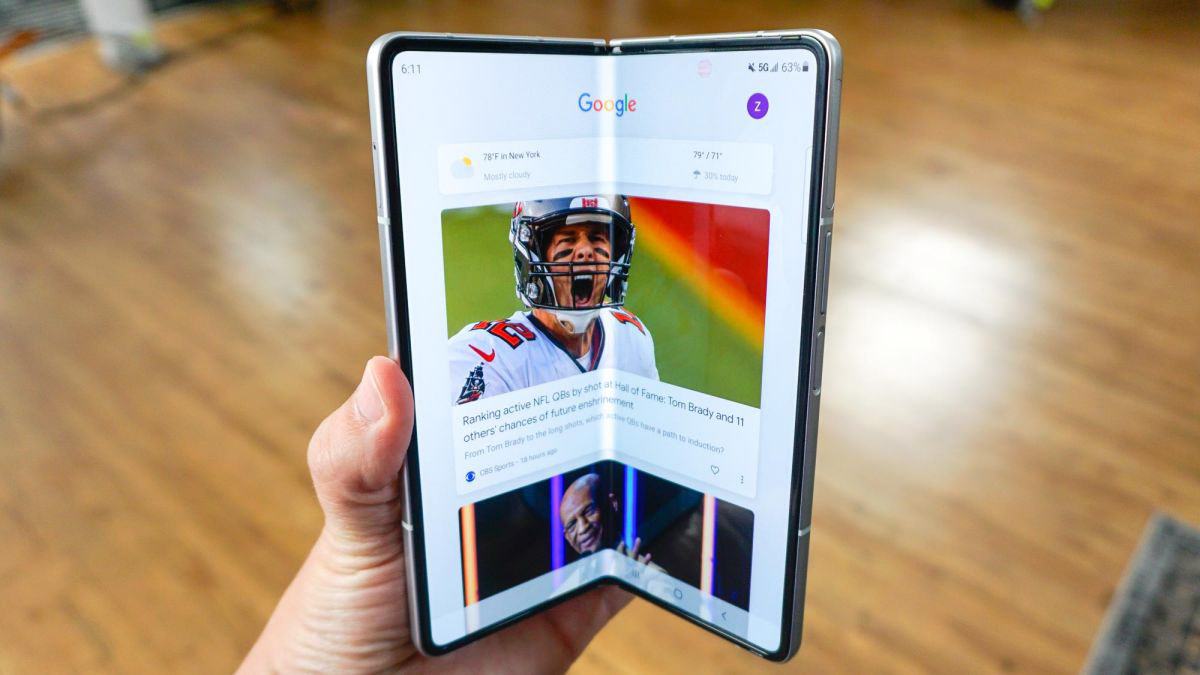 6:11
5G 63%
Google
Z
78°F in New York
79° / 71°
Mostly cloudy
30% today
12
Ranking active NFL QBs by shot at Hall of Fame: Tom Brady and 11
others' chances of future enshrinement
From Tom Brady to the long shots, which active QBs have a path to induction?
CBS Sports - 18 hours ago